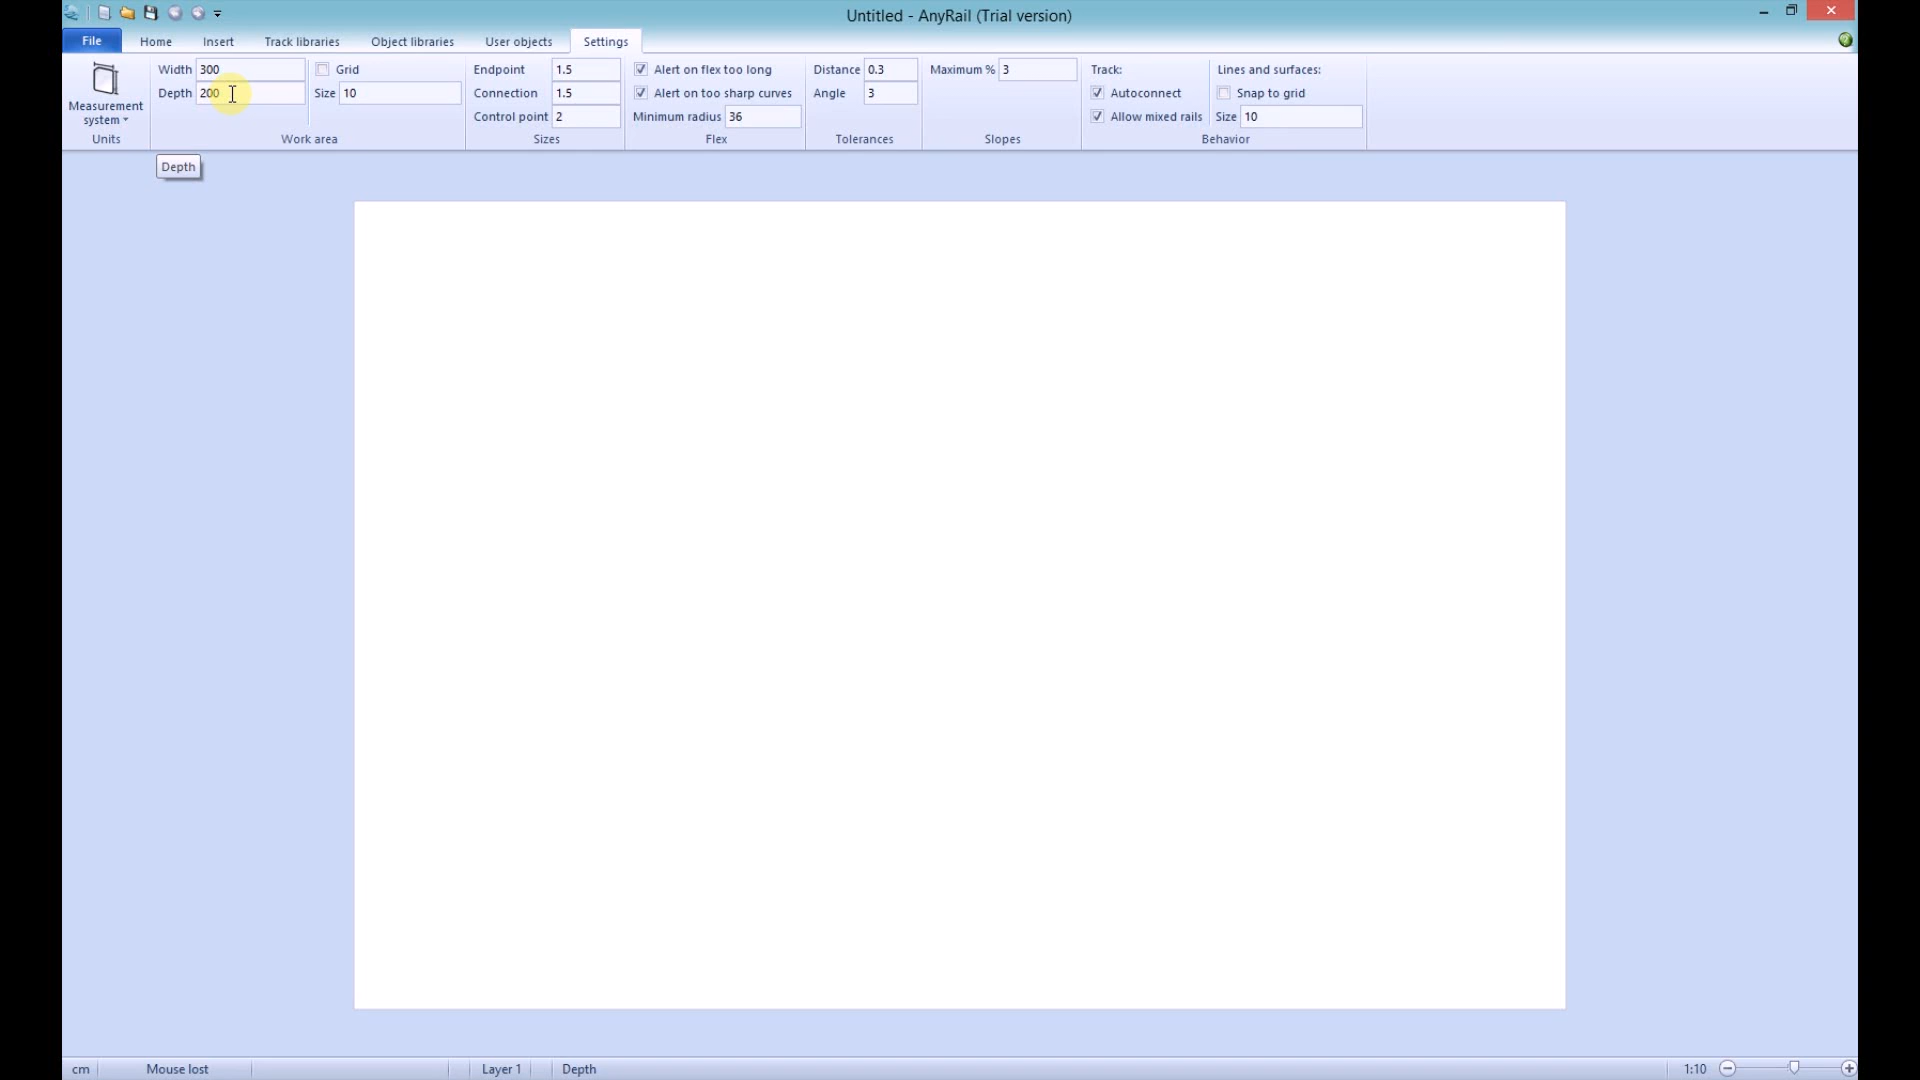 Untitled - AnyRail (Trial version)
File Home Insert Track libraries Object libraries User objects Settings
Width 300 Grid Endpoint 1.5 Alert on flex too long Distance 0.3 Maximum % 3 Track: Lines and surfaces:
Depth 200 Size 10 Connection 1.5 Alert on too sharp curves Angle 3 Autoconnect Snap to grid
Measurement
system
Control point 2 Minimum radius 36 Allow mixed rails Size 10
Units Work area Sizes Flex Tolerances Slopes Behavior
Depth
cm Mouse lost Layer 1 Depth 1:10